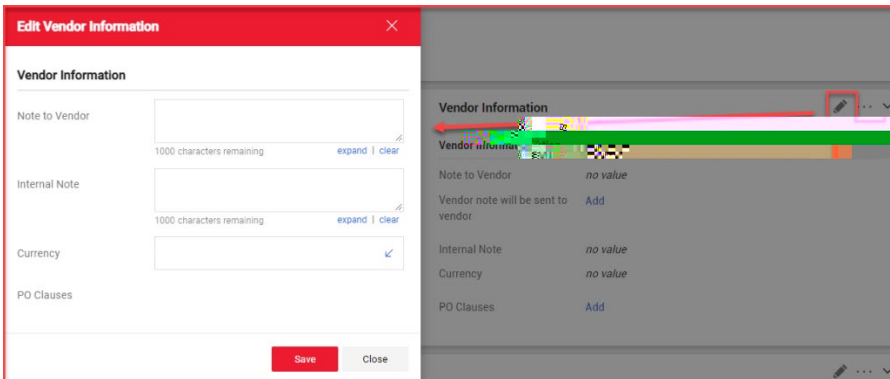 Edit Vendor Information
Vendor Information
Note to Vendor
1000 characters remaining expand | clear
Internal Note
1000 characters remaining expand | clear
Currency
PO Clauses
Save Close
Vendor Information
Vendor
Note to Vendor no value
Vendor note will be sent to Add
vendor
Internal Note no value
Currency no value
PO Clauses Add